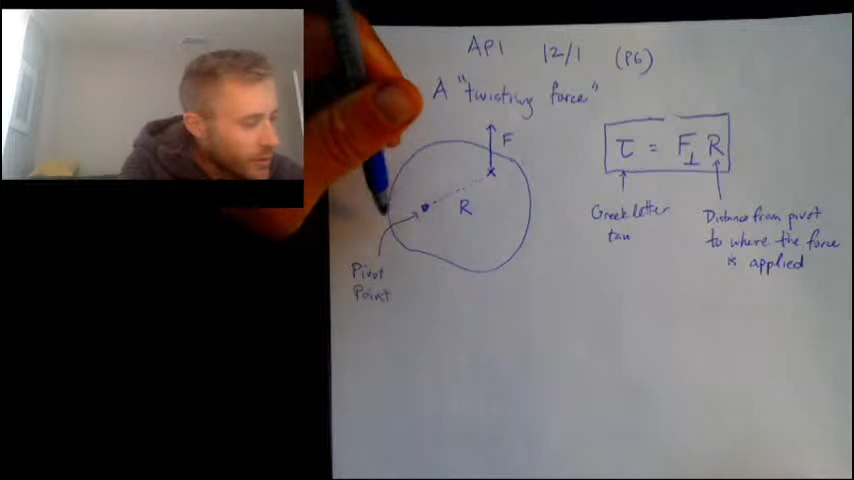 AP1 12/1 (P6)
A "twisting force"
F
R
Pivot
Point
τ = F⊥ R
Greek letter
tau
Distance from pivot
to where the force
is applied